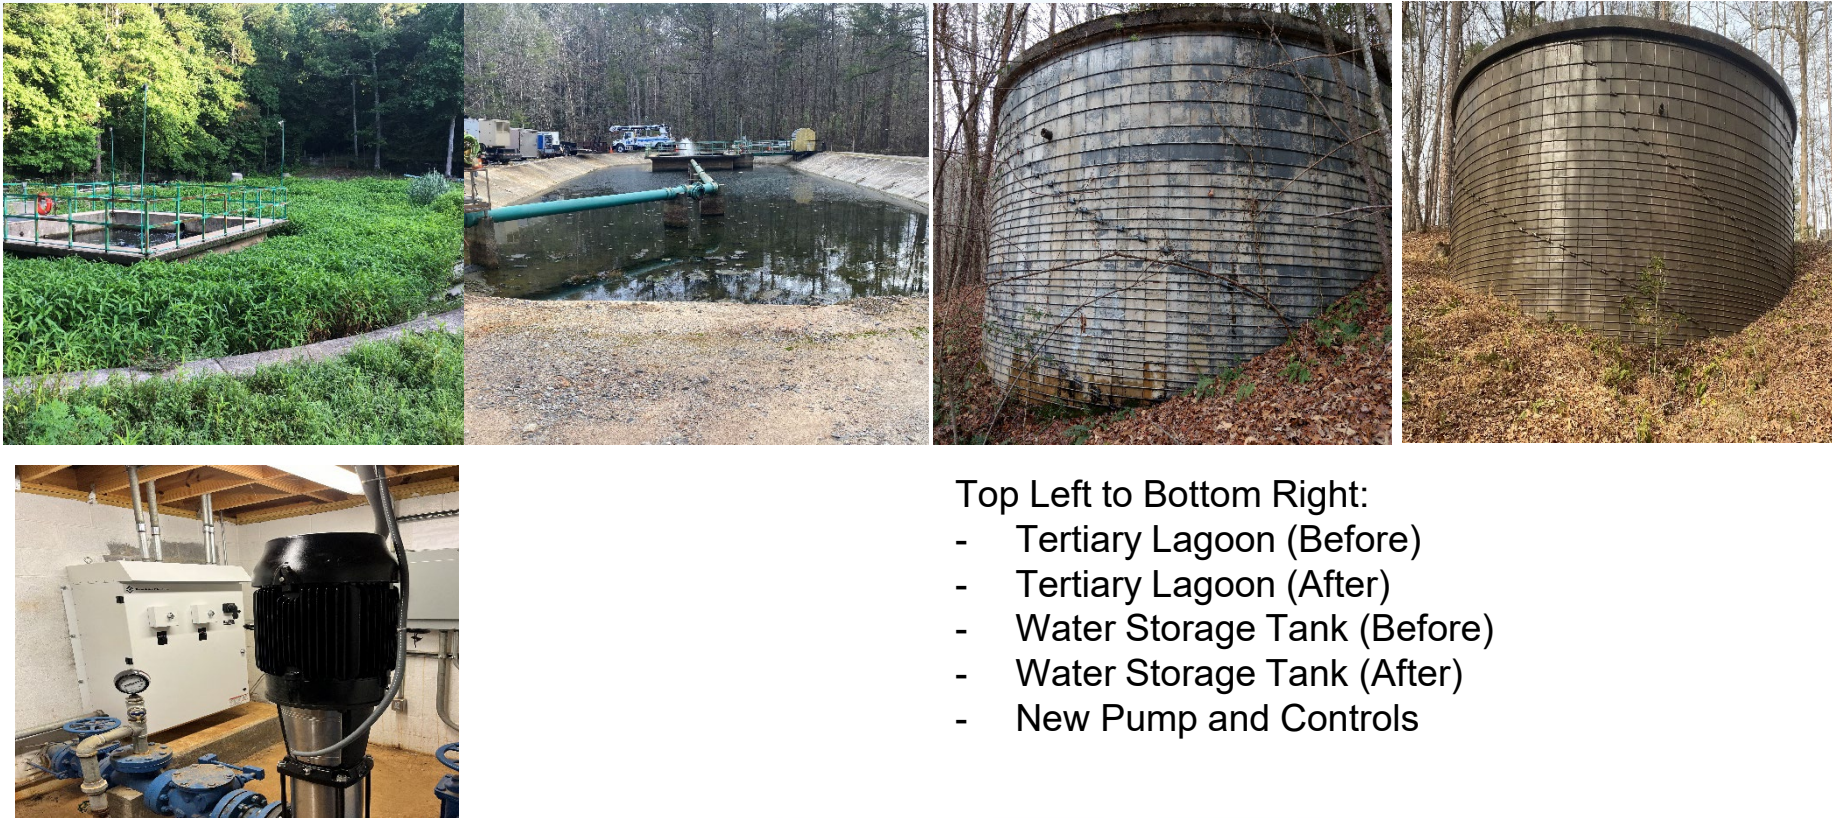 Top Left to Bottom Right:
- Tertiary Lagoon (Before)
- Tertiary Lagoon (After)
- Water Storage Tank (Before)
- Water Storage Tank (After)
- New Pump and Controls